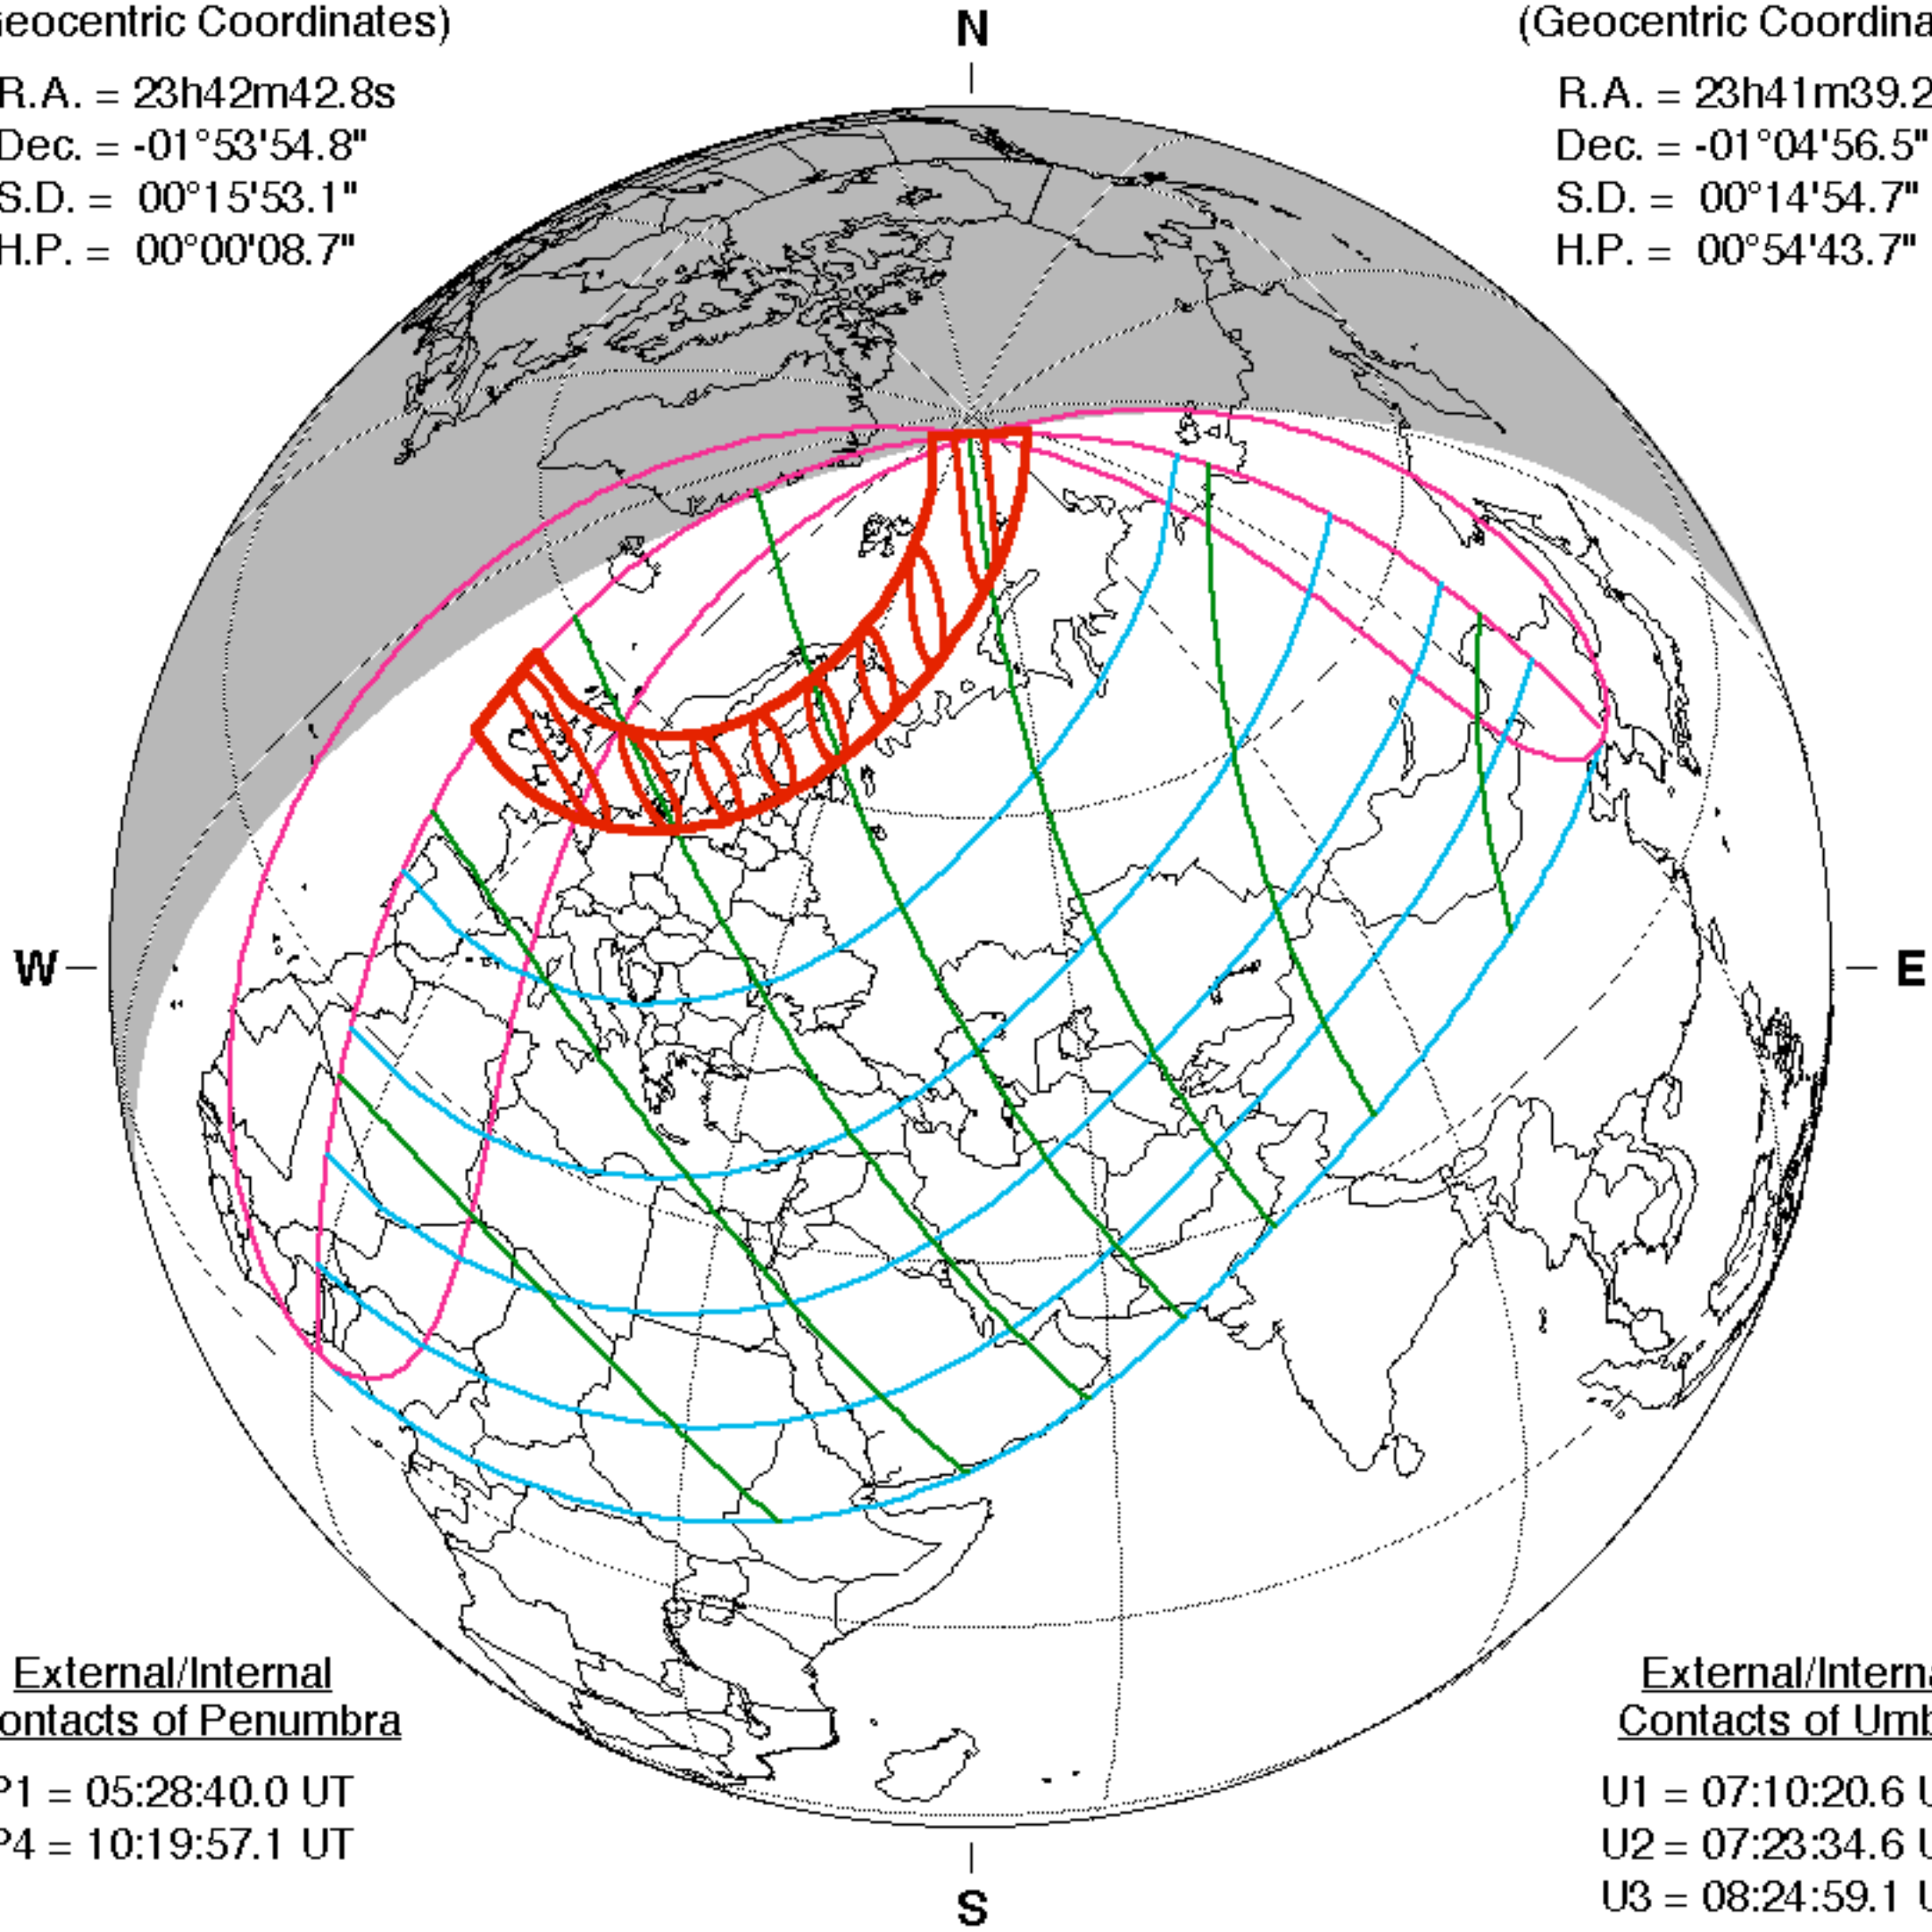 eocentric Coordinates)
R.A. = 23h42m42.8s
Dec. = -01°53'54.8"
S.D. = 00°15'53.1"
H.P. = 00°00'08.7"
N
(Geocentric Coordina
R.A. = 23h41m39.2
Dec. = -01°04'56.5"
S.D. = 00°14'54.7"
H.P. = 00°54'43.7"
W
E
External/Internal
ontacts of Penumbra
P1 = 05:28:40.0 UT
P4 = 10:19:57.1 UT
S
External/Interna
Contacts of Umb
U1 = 07:10:20.6 U
U2 = 07:23:34.6 U
U3 = 08:24:59.1 U